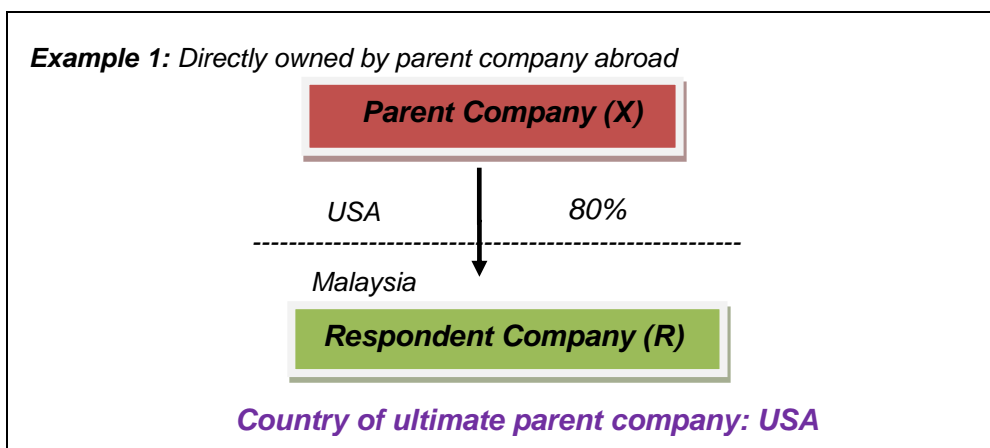 Example 1: Directly owned by parent company abroad
Parent Company (X)
USA 80%
Malaysia
Respondent Company (R)
Country of ultimate parent company: USA